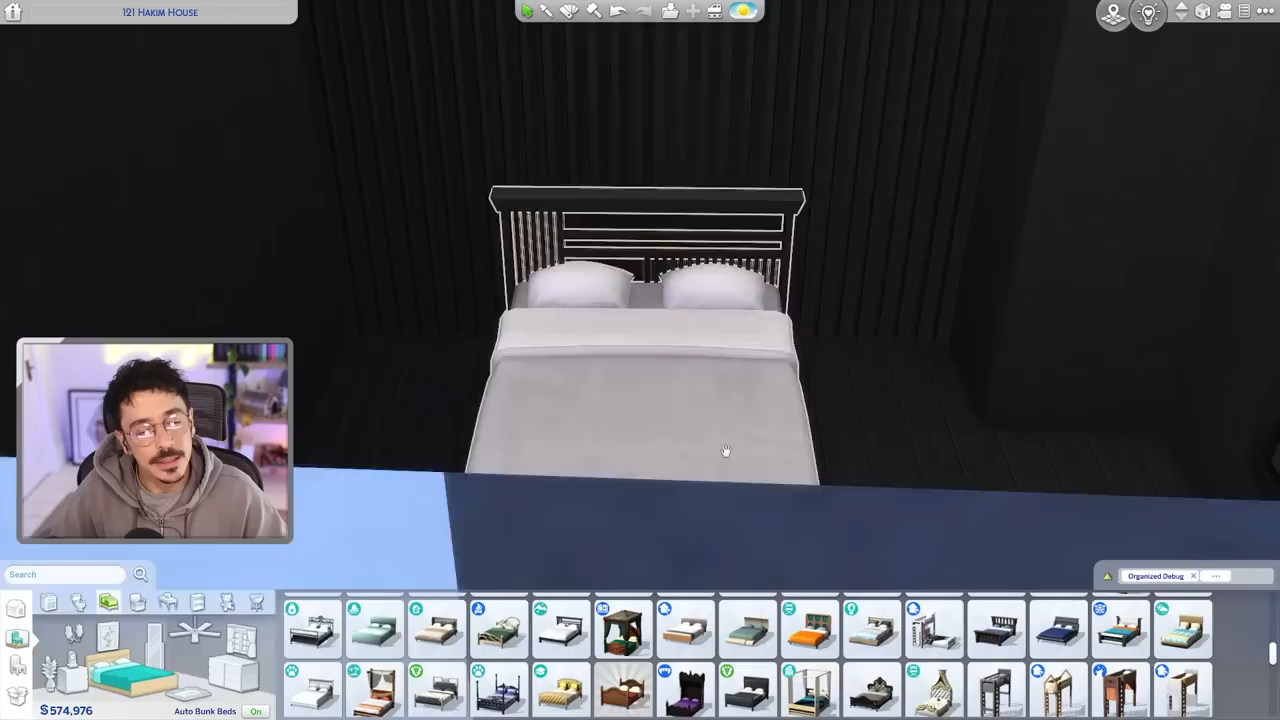 121 Hakim House
Search
Organized Debug
§574,976
Auto Bunk Beds
On